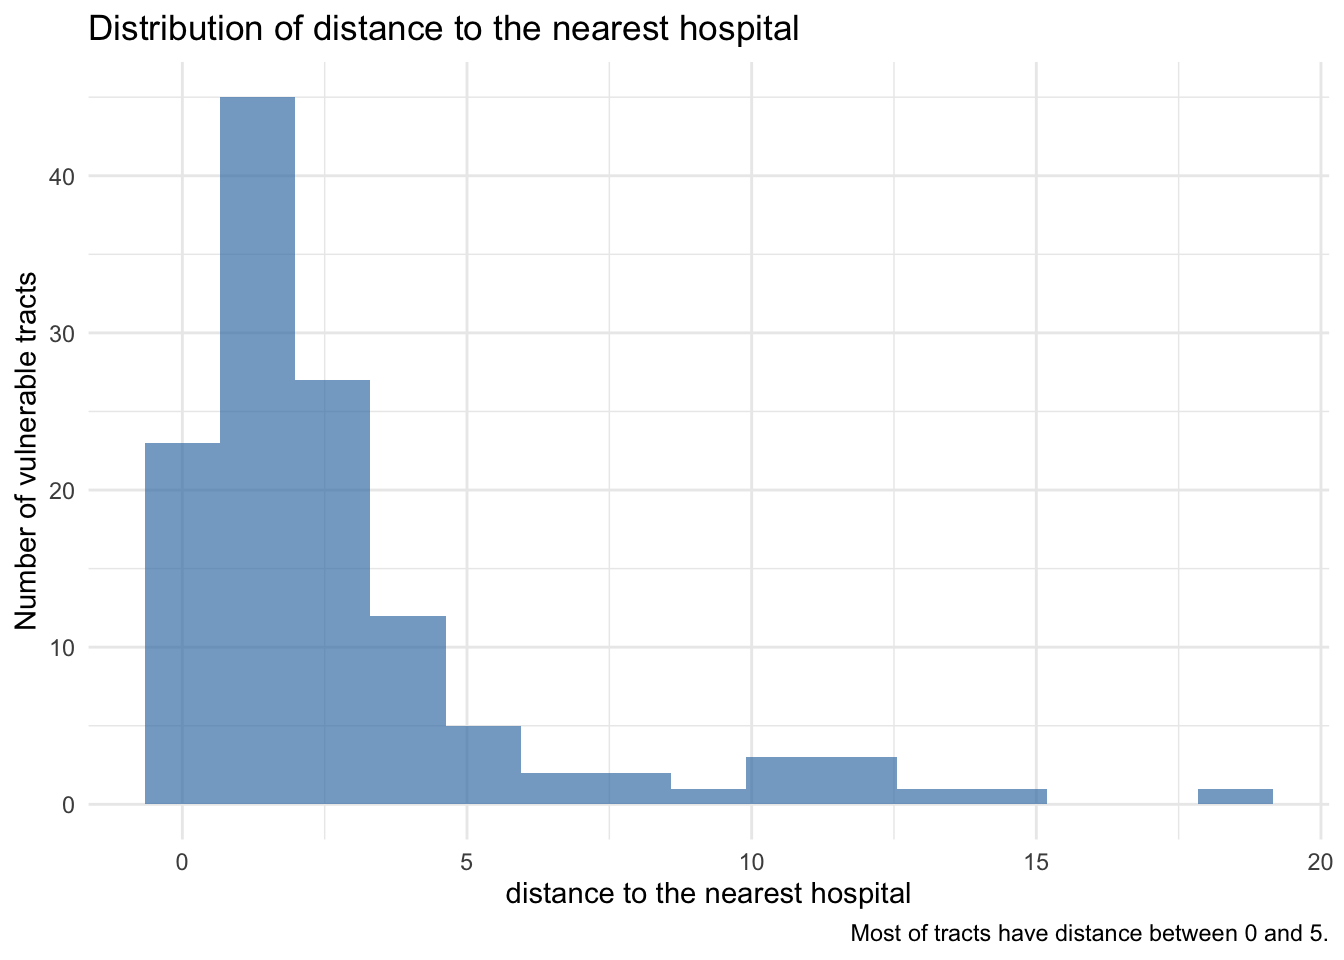 Distribution of distance to the nearest hospital
Number of vulnerable tracts
40
30
20
10
0
0 5 10 15 20
distance to the nearest hospital
Most of tracts have distance between 0 and 5.